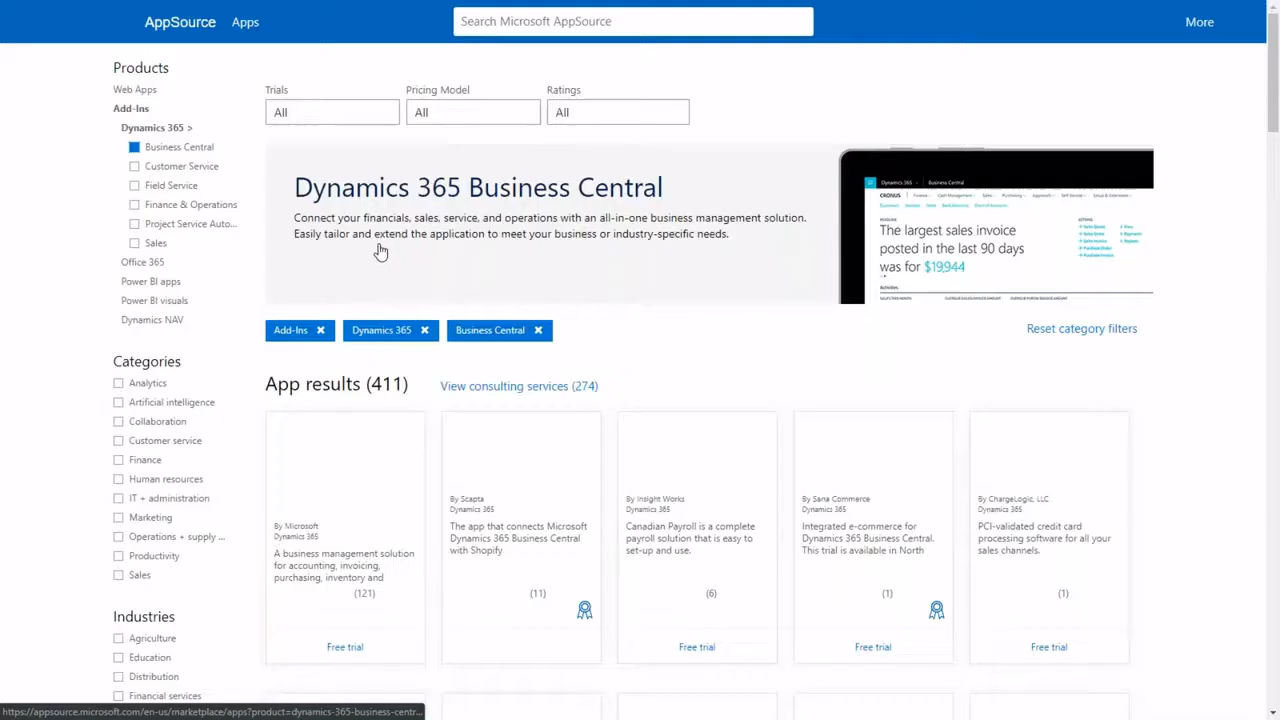 AppSource
Apps
Search Microsoft AppSource
More
Products
Web Apps
Add-Ins
Dynamics 365 >
Business Central
Customer Service
Field Service
Finance & Operations
Project Service Auto...
Sales
Office 365
Power BI apps
Power BI visuals
Dynamics NAV
Categories
Analytics
Artificial intelligence
Collaboration
Customer service
Finance
Human resources
IT + administration
Marketing
Operations + supply ...
Productivity
Sales
Industries
Agriculture
Education
Distribution
Financial services
Trials
Pricing Model
Ratings
All
All
All
Dynamics 365 Business Central
Connect your financials, sales, service, and operations with an all-in-one business management solution.
Easily tailor and extend the application to meet your business or industry-specific needs.
Dynamics 365
Business Central
CRONUS
The largest sales invoice
posted in the last 90 days
was for $19,944
Activities
Add-Ins
Dynamics 365
Business Central
Reset category filters
App results (411)
View consulting services (274)
By Microsoft
Dynamics 365
A business management solution
for accounting, invoicing,
purchasing, inventory and
(121)
Free trial
By Scapta
Dynamics 365
The app that connects Microsoft
Dynamics 365 Business Central
with Shopify
(11)
By Insight Works
Dynamics 365
Canadian Payroll is a complete
payroll solution that is easy to
set-up and use.
(6)
Free trial
By Sana Commerce
Dynamics 365
Integrated e-commerce for
Dynamics 365 Business Central.
This trial is available in North
(1)
Free trial
By ChargeLogic, LLC
Dynamics 365
PCI-validated credit card
processing software for all your
sales channels.
(1)
Free trial
https://appsource.microsoft.com/en-us/marketplace/apps?product=dynamics-365-business-centr...